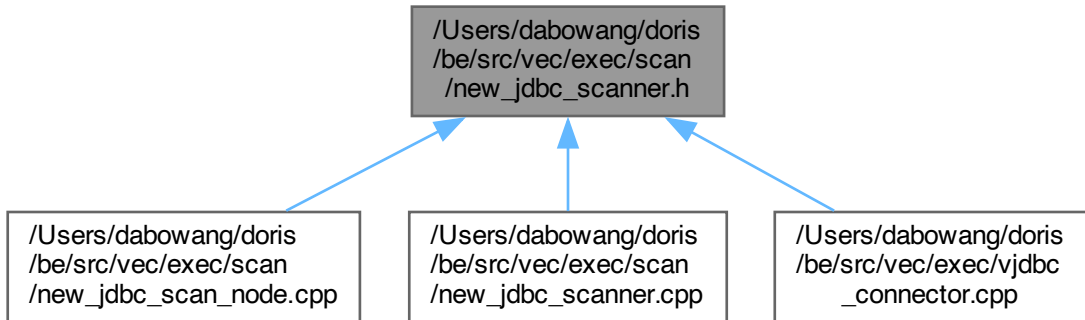 /Users/dabowang/doris
/be/src/vec/exec/scan
/new_jdbc_scanner.h
/Users/dabowang/doris
/be/src/vec/exec/scan
/new_jdbc_scan_node.cpp
/Users/dabowang/doris
/be/src/vec/exec/scan
/new_jdbc_scanner.cpp
/Users/dabowang/doris
/be/src/vec/exec/vjdbc
_connector.cpp